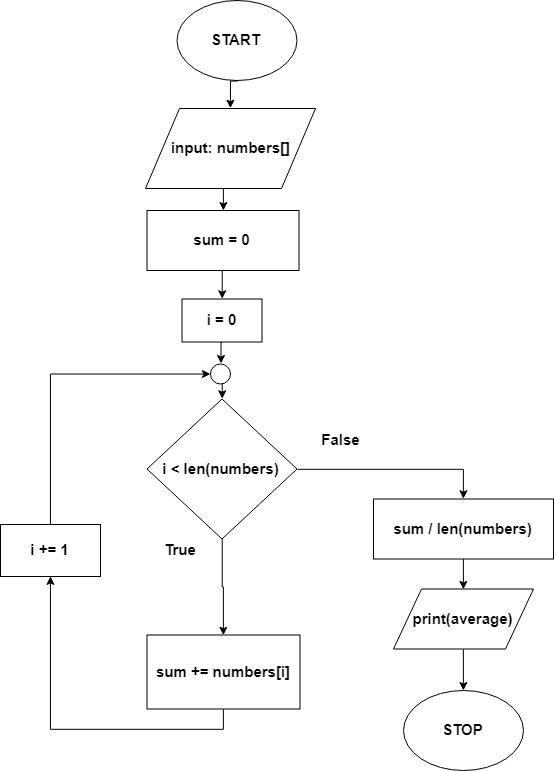 START
input: numbers[]
sum = 0
i = 0
i < len(numbers)
False
True
sum / len(numbers)
i += 1
print(average)
sum += numbers[i]
STOP